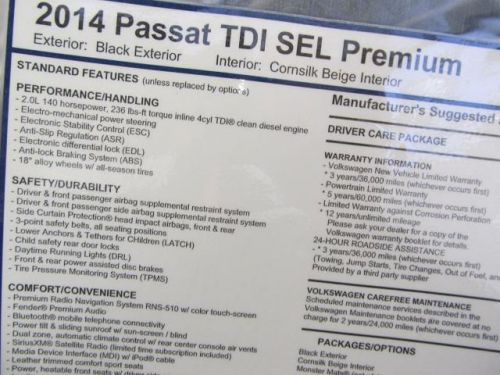 2014 Passat TDI SEL Premium
Exterior: Black Exterior Interior: Cornsilk Beige Interior
STANDARD FEATURES (unless replaced by options)
PERFORMANCE/HANDLING
- 2.0L 140 horsepower, 236 lbs-ft torque inline 4cyl TDI® clean diesel engine
- Electro-mechanical power steering
- Electronic Stability Control (ESC)
- Anti-Slip Regulation (ASR)
- Electronic differential lock (EDL)
- Anti-lock Braking System (ABS)
- 18" alloy wheels w/ all-season tires
SAFETY/DURABILITY
- Driver & front passenger airbag supplemental restraint system
- Driver & front passenger side airbag supplemental restraint system
- Side Curtain Protection® head impact airbags, front & rear
- 3-point safety belts, all seating positions
- Lower Anchors & Tethers for CHildren (LATCH)
- Child safety rear door locks
- Daytime Running Lights (DRL)
- Front & rear power assisted disc brakes
- Tire Pressure Monitoring System (TPMS)
COMFORT/CONVENIENCE
- Premium Radio Navigation System RNS-510 w/ color touch-screen
- Fender® Premium Audio
- Bluetooth® mobile telephone connectivity
- Power tilt & sliding sunroof w/ sun-screen / blind
- Dual zone, automatic climate control w/ rear center console air vents
- SiriusXM® Satellite Radio (limited time subscription included)
- Media Device Interface (MDI) w/ iPod® cable
- Leather trimmed comfort sport seats
- Power, heatable front seats w/ driver
Manufacturer's Suggested
DRIVER CARE PACKAGE
WARRANTY INFORMATION
- Volkswagen New Vehicle Limited Warranty
* 3 years/36,000 miles (whichever occurs first)
- Powertrain Limited Warranty
* 5 years/60,000 miles (whichever occurs first)
- Limited Warranty against Corrosion Perforation
* 12 years/unlimited mileage
Please ask your dealer for a copy of the
Volkswagen warranty booklet for details.
24-HOUR ROADSIDE ASSISTANCE
* 3 years/36,000 miles (whichever occurs first)
(Towing, Jump Starts, Tire Changes, Out of Fuel, and
Provided by a third party supplier
VOLKSWAGEN CAREFREE MAINTENANCE
Scheduled maintenance services described in the
Volkswagen Maintenance booklets are covered at no
charge for 2 years/24,000 miles (whichever occurs first)
PACKAGES/OPTIONS
Black Exterior
Cornsilk Beige Interior
Monster Mats®